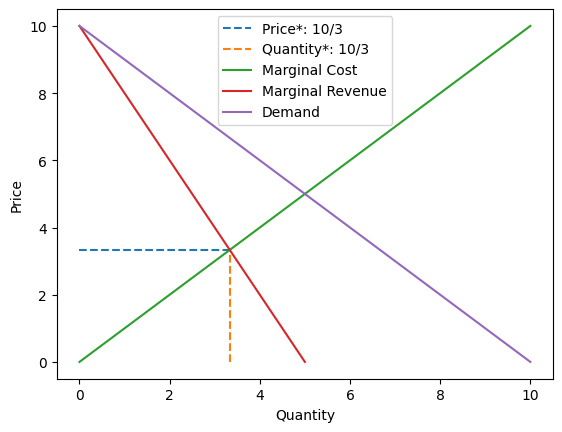 Price*: 10/3
Quantity*: 10/3
Marginal Cost
Marginal Revenue
Demand
10
8
6
4
2
0
Price
0 2 4 6 8 10
Quantity